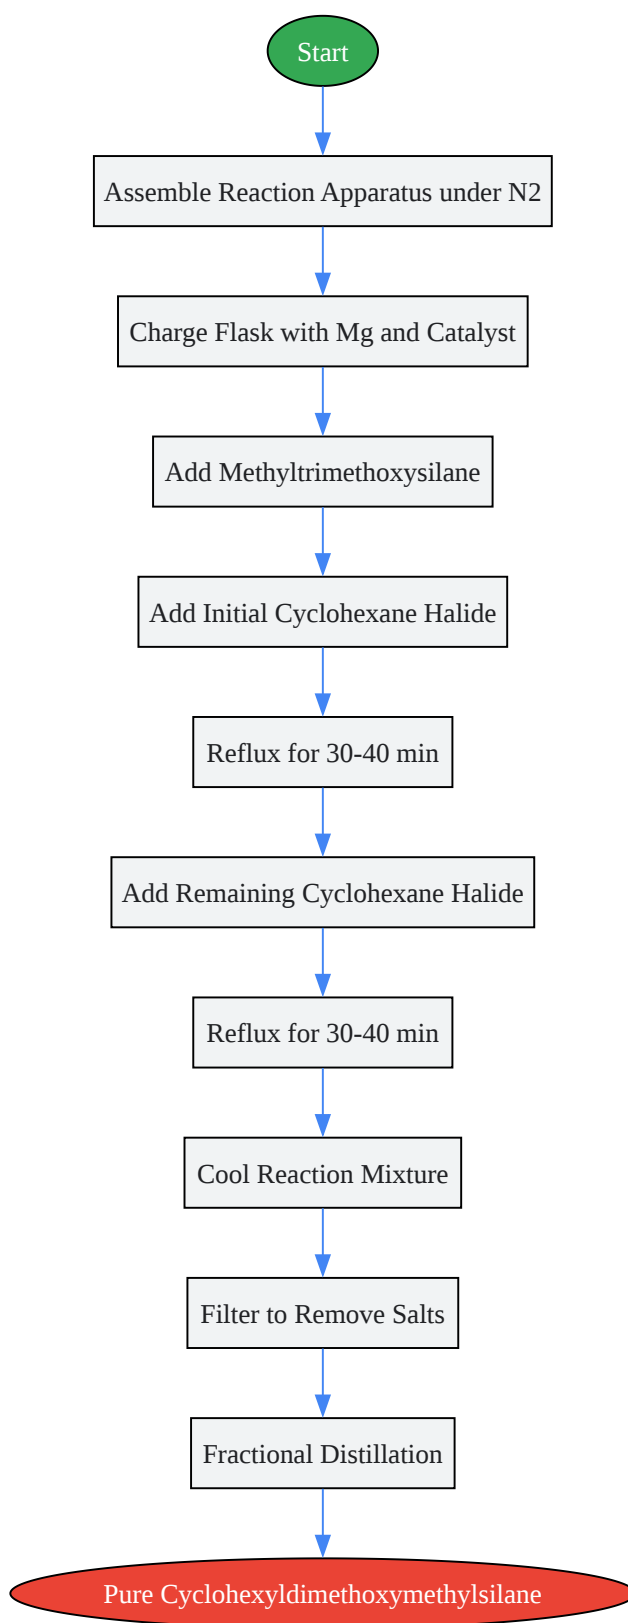 Start
Assemble Reaction Apparatus under N2
Charge Flask with Mg and Catalyst
Add Methyltrimethoxysilane
Add Initial Cyclohexane Halide
Reflux for 30-40 min
Add Remaining Cyclohexane Halide
Reflux for 30-40 min
Cool Reaction Mixture
Filter to Remove Salts
Fractional Distillation
Pure Cyclohexyldimethoxymethylsilane